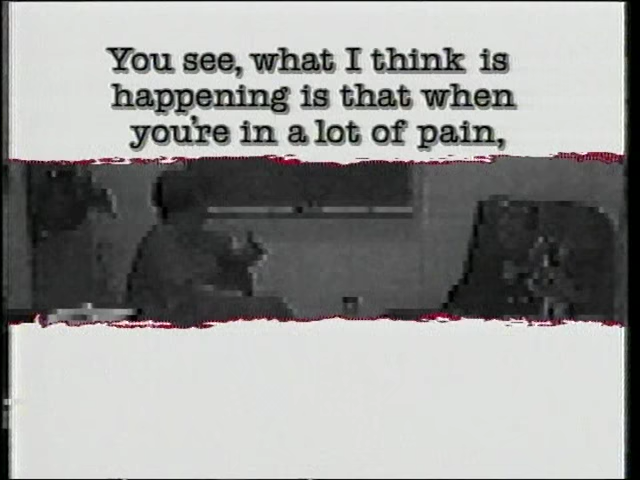 You see, what I think is
happening is that when
you're in a lot of pain,